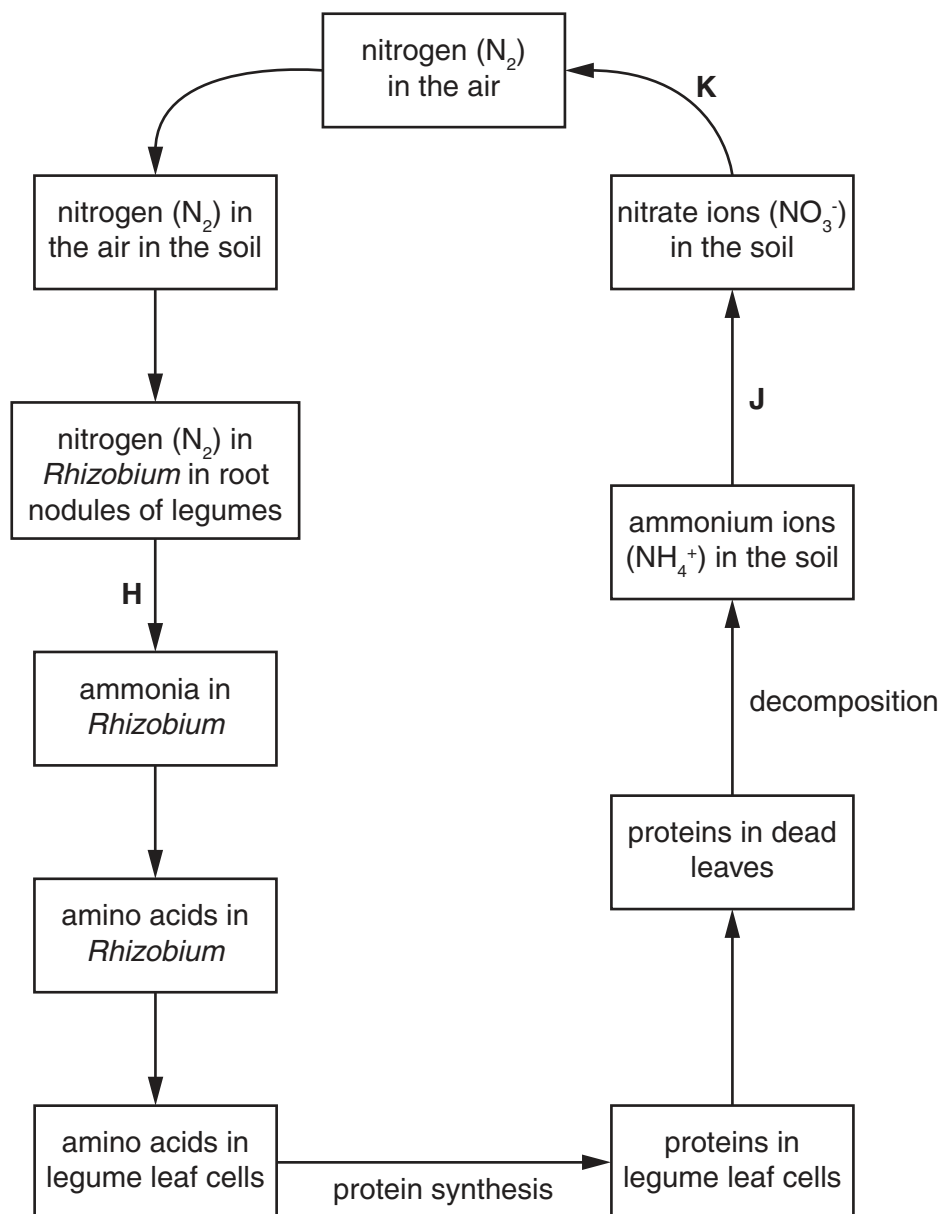 nitrogen (N₂)
in the air
K
nitrogen (N₂) in
the air in the soil
nitrate ions (NO₃⁻)
in the soil
J
nitrogen (N₂) in
Rhizobium in root
nodules of legumes
ammonium ions
(NH₄⁺) in the soil
H
ammonia in
Rhizobium
decomposition
proteins in dead
leaves
amino acids in
Rhizobium
amino acids in
legume leaf cells
protein synthesis
proteins in
legume leaf cells